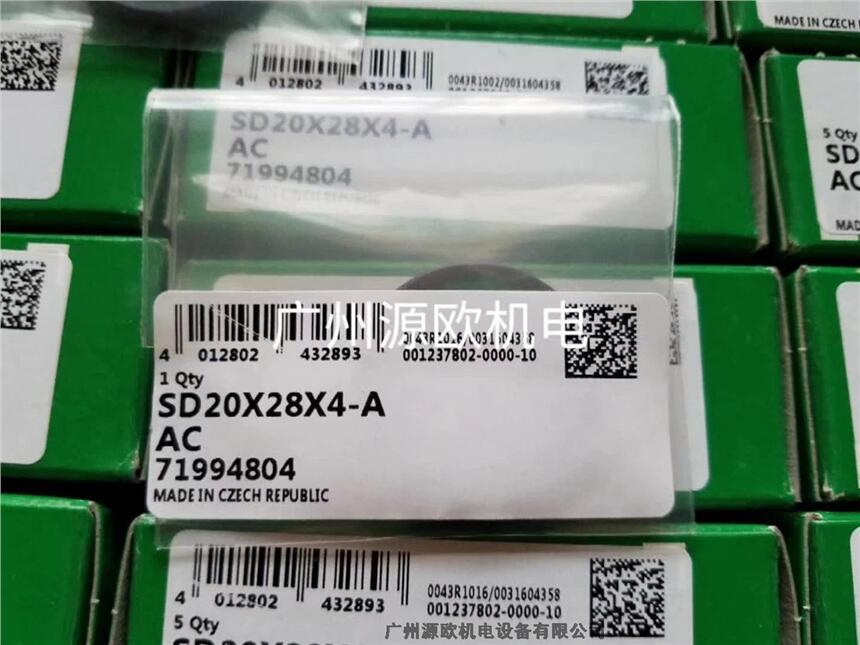 MADE IN CZECH
4 012802 432893
0043R1002/0031604358
SD20X28X4-A
AC
71994804
5 Qty
SD
AC
MAD
广州源欧机电
4 012802 432893
0043R1016/0031604358
001237802-0000-10
1 Qty
SD20X28X4-A
AC
71994804
MADE IN CZECH REPUBLIC
4 012802 432893
0043R1016/0031604358
001237802-0000-10
5 Qty
广州源欧机电设备有限公司